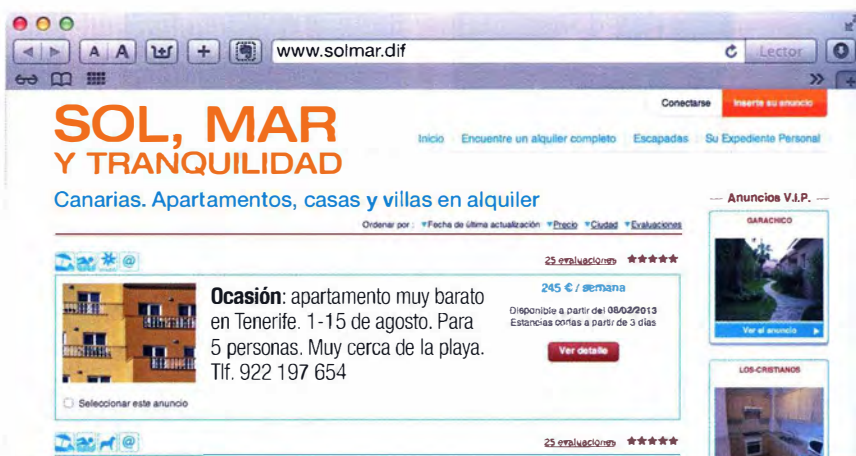 A A
www.solmar.dif
Lector
Conectarse
Inserte su anuncio
SOL, MAR
Y TRANQUILIDAD
Inicio Encuentre un alquiler completo Escapadas Su Expediente Personal
Canarias. Apartamentos, casas y villas en alquiler
Ordenar por : Fecha de última actualización Precio Ciudad Evaluaciones
25 evaluaciones
Ocasión: apartamento muy barato
en Tenerife. 1-15 de agosto. Para
5 personas. Muy cerca de la playa.
Tlf. 922 197 654
245 € / semana
Disponible a partir del 08/02/2013
Estancias cortas a partir de 3 días
Ver detalle
Seleccionar este anuncio
25 evaluaciones
Anuncios V.I.P.
GARACHICO
Ver el anuncio
LOS-CRISTIANOS